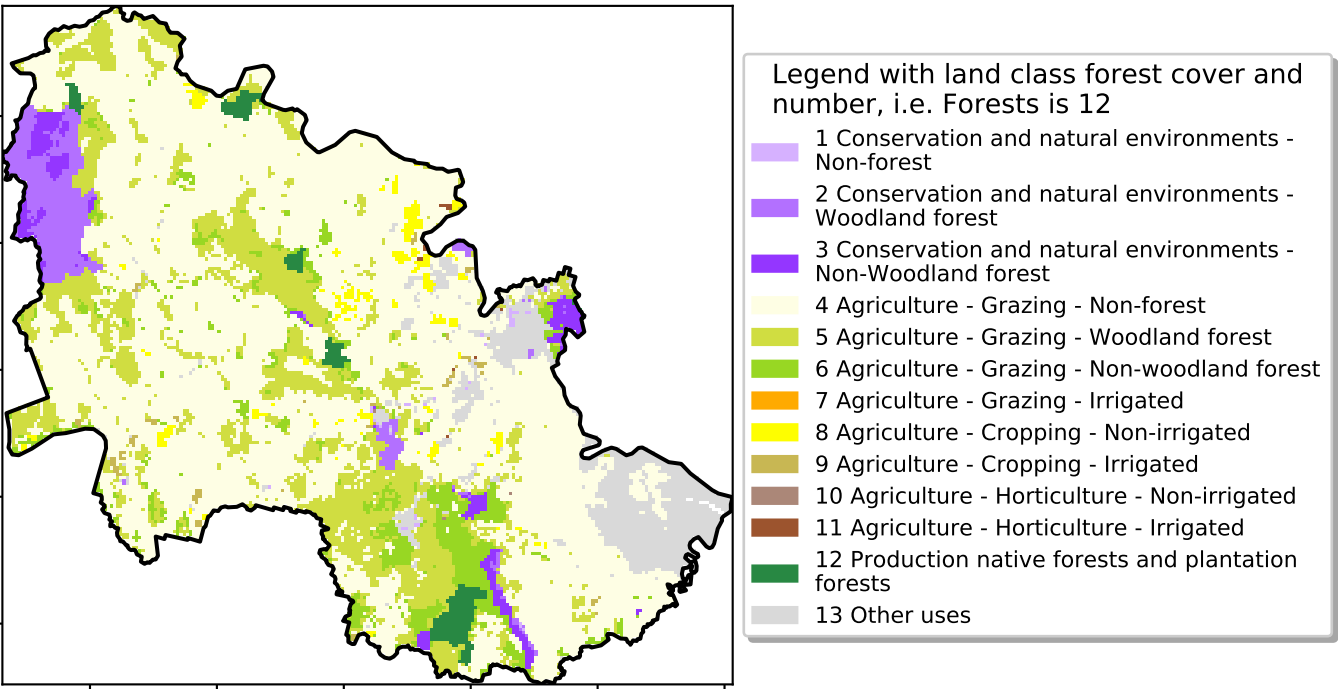 Legend with land class forest cover and
number, i.e. Forests is 12
1 Conservation and natural environments -
Non-forest
2 Conservation and natural environments -
Woodland forest
3 Conservation and natural environments -
Non-Woodland forest
4 Agriculture - Grazing - Non-forest
5 Agriculture - Grazing - Woodland forest
6 Agriculture - Grazing - Non-woodland forest
7 Agriculture - Grazing - Irrigated
8 Agriculture - Cropping - Non-irrigated
9 Agriculture - Cropping - Irrigated
10 Agriculture - Horticulture - Non-irrigated
11 Agriculture - Horticulture - Irrigated
12 Production native forests and plantation
forests
13 Other uses